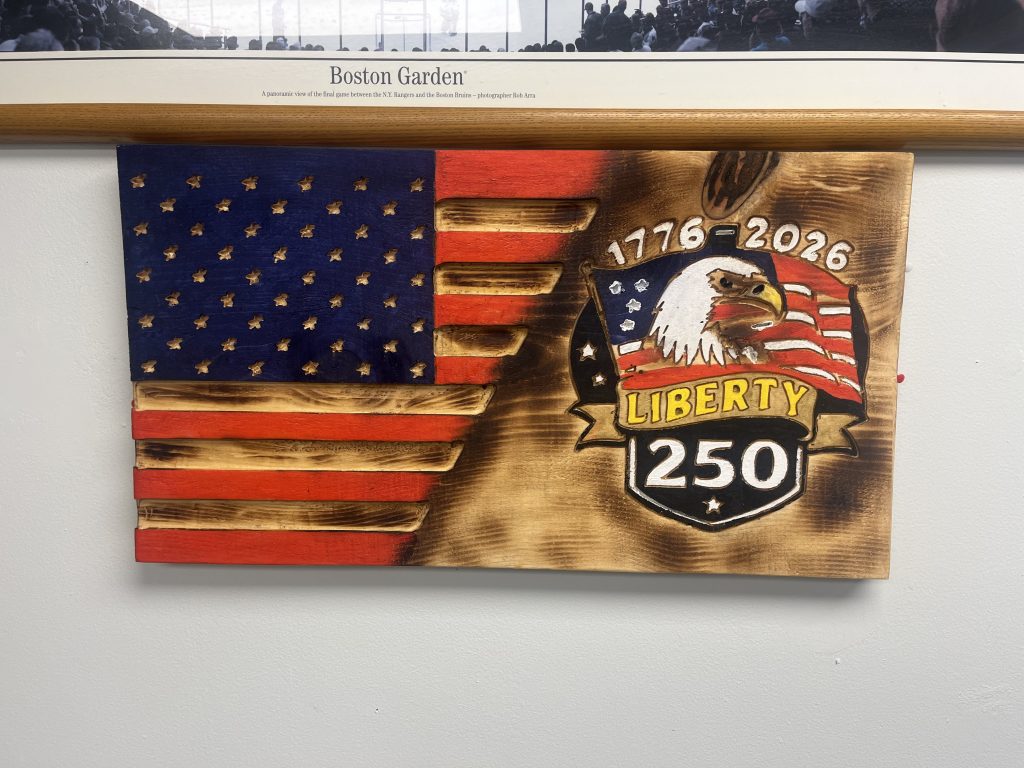 Boston Garden
A panoramic view of the final game between the N.Y. Rangers and the Boston Bruins – photographer Rob Arra
1776-2026
LIBERTY
250